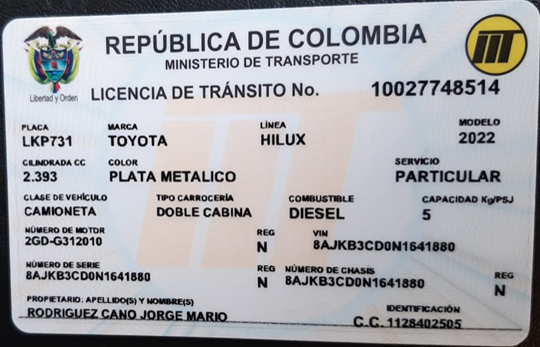 REPÚBLICA DE COLOMBIA
MINISTERIO DE TRANSPORTE
Libertad y Orden
LICENCIA DE TRÁNSITO No. 10027748514
PLACA MARCA LÍNEA MODELO
LKP731 TOYOTA HILUX 2022
CILINDRADA CC COLOR SERVICIO
2.393 PLATA METALICO PARTICULAR
CLASE DE VEHÍCULO TIPO CARROCERÍA COMBUSTIBLE CAPACIDAD Kg/PSJ
CAMIONETA DOBLE CABINA DIESEL 5
NÚMERO DE MOTOR REG VIN
2GD-G312010 N 8AJKB3CD0N1641880
NÚMERO DE SERIE REG NÚMERO DE CHASIS REG
8AJKB3CD0N1641880 N 8AJKB3CD0N1641880 N
PROPIETARIO: APELLIDO(S) Y NOMBRE(S) IDENTIFICACIÓN
RODRIGUEZ CANO JORGE MARIO C.C. 1128402505